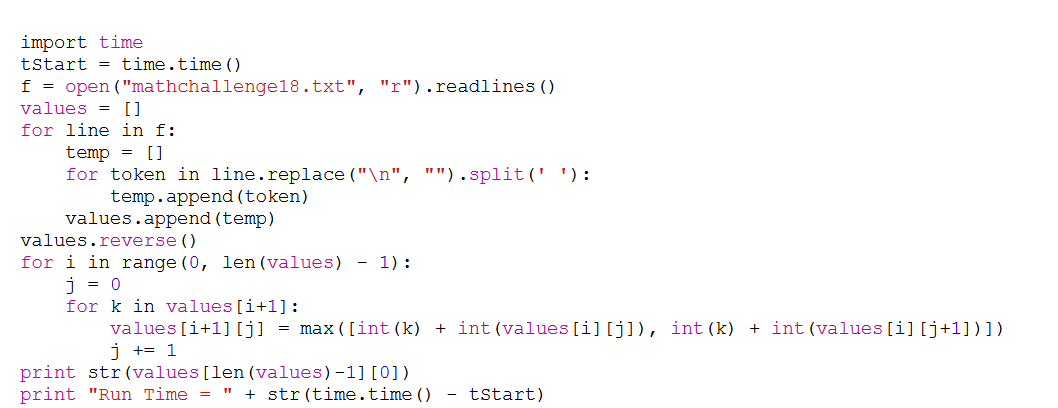 import time
tStart = time.time()
f = open("mathchallenge18.txt", "r").readlines()
values = []
for line in f:
    temp = []
    for token in line.replace("\n", "").split(' '):
        temp.append(token)
    values.append(temp)
values.reverse()
for i in range(0, len(values) - 1):
    j = 0
    for k in values[i+1]:
        values[i+1][j] = max([int(k) + int(values[i][j]), int(k) + int(values[i][j+1])])
        j += 1
print str(values[len(values)-1][0])
print "Run Time = " + str(time.time() - tStart)